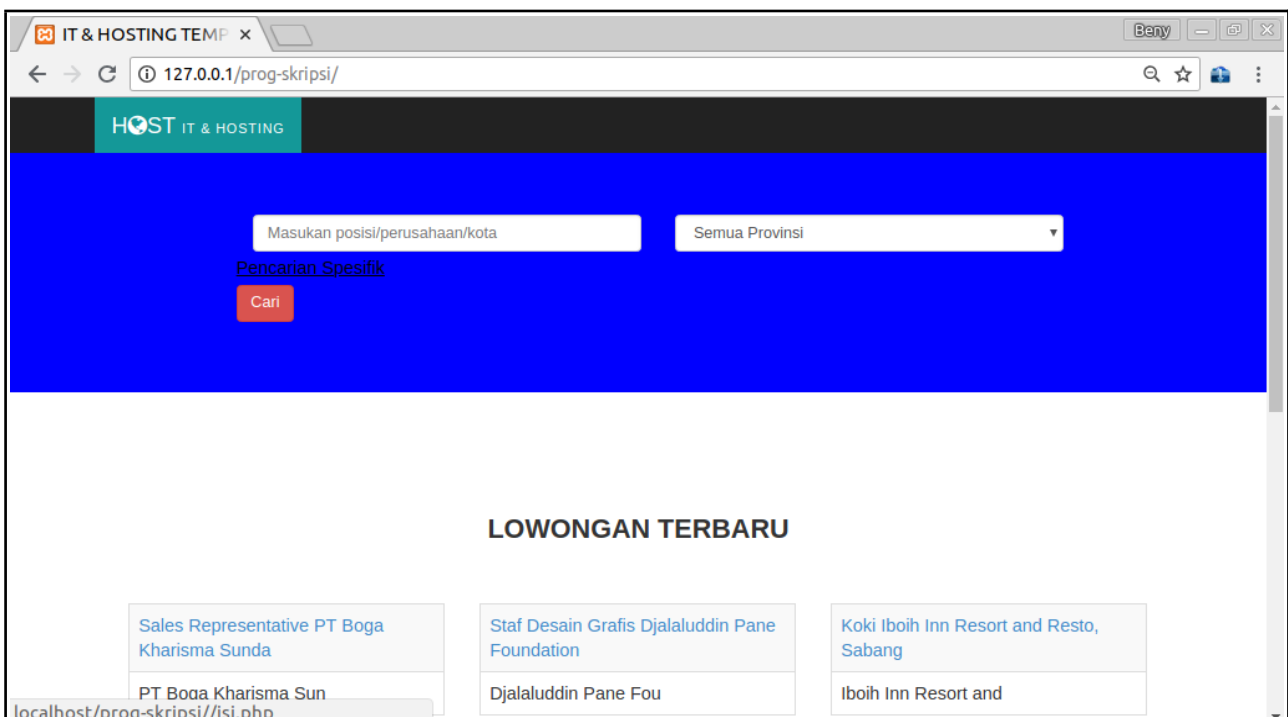 IT & HOSTING TEMP
Beny
127.0.0.1/prog-skripsi/
HOST IT & HOSTING
Masukan posisi/perusahaan/kota
Semua Provinsi
Pencarian Spesifik
Cari
LOWONGAN TERBARU
Sales Representative PT Boga
Kharisma Sunda
PT Boga Kharisma Sun
Staf Desain Grafis Djalaluddin Pane
Foundation
Djalaluddin Pane Fou
Koki Iboih Inn Resort and Resto,
Sabang
Iboih Inn Resort and
localhost/prog-skripsi//isi.php